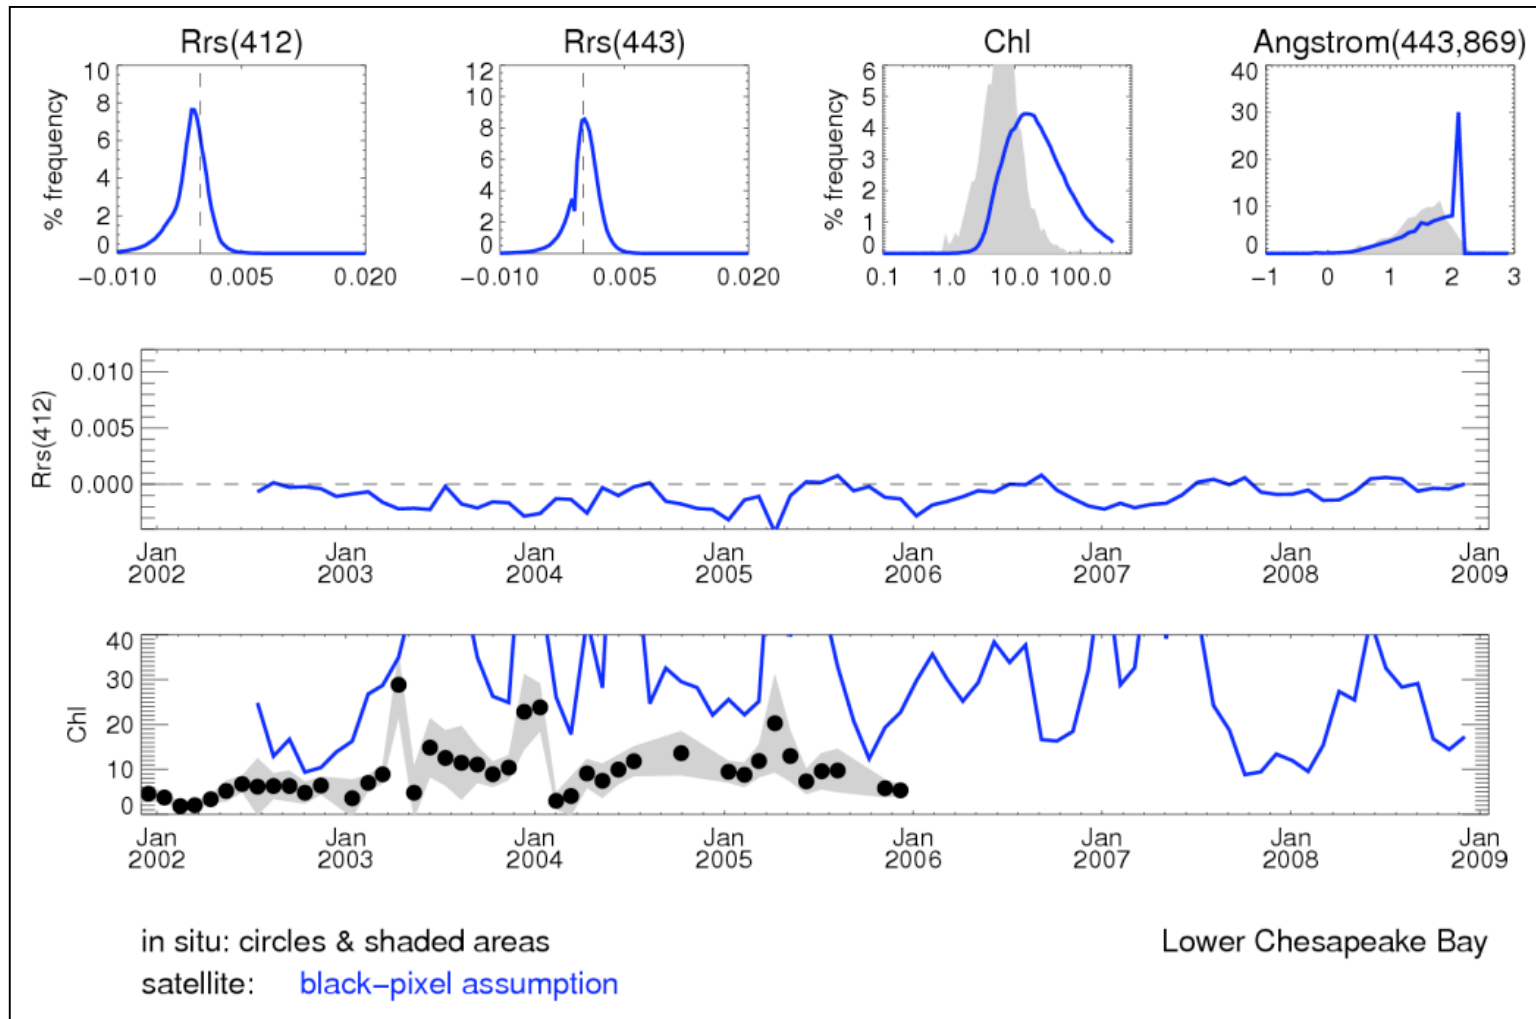 Rrs(412) Rrs(443) Chl Angstrom(443,869)
% frequency
10
8
6
4
2
0
−0.010 0.005 0.020
12
10
8
6
4
2
0
−0.010 0.005 0.020
% frequency
6
5
4
3
2
1
0
0.1 1.0 10.0 100.0
40
30
20
10
0
−1 0 1 2 3
Rrs(412)
0.010
0.005
0.000
Jan Jan Jan Jan Jan Jan Jan Jan
2002 2003 2004 2005 2006 2007 2008 2009
Chl
40
30
20
10
0
Jan Jan Jan Jan Jan Jan Jan Jan
2002 2003 2004 2005 2006 2007 2008 2009
in situ: circles & shaded areas Lower Chesapeake Bay
satellite: black−pixel assumption